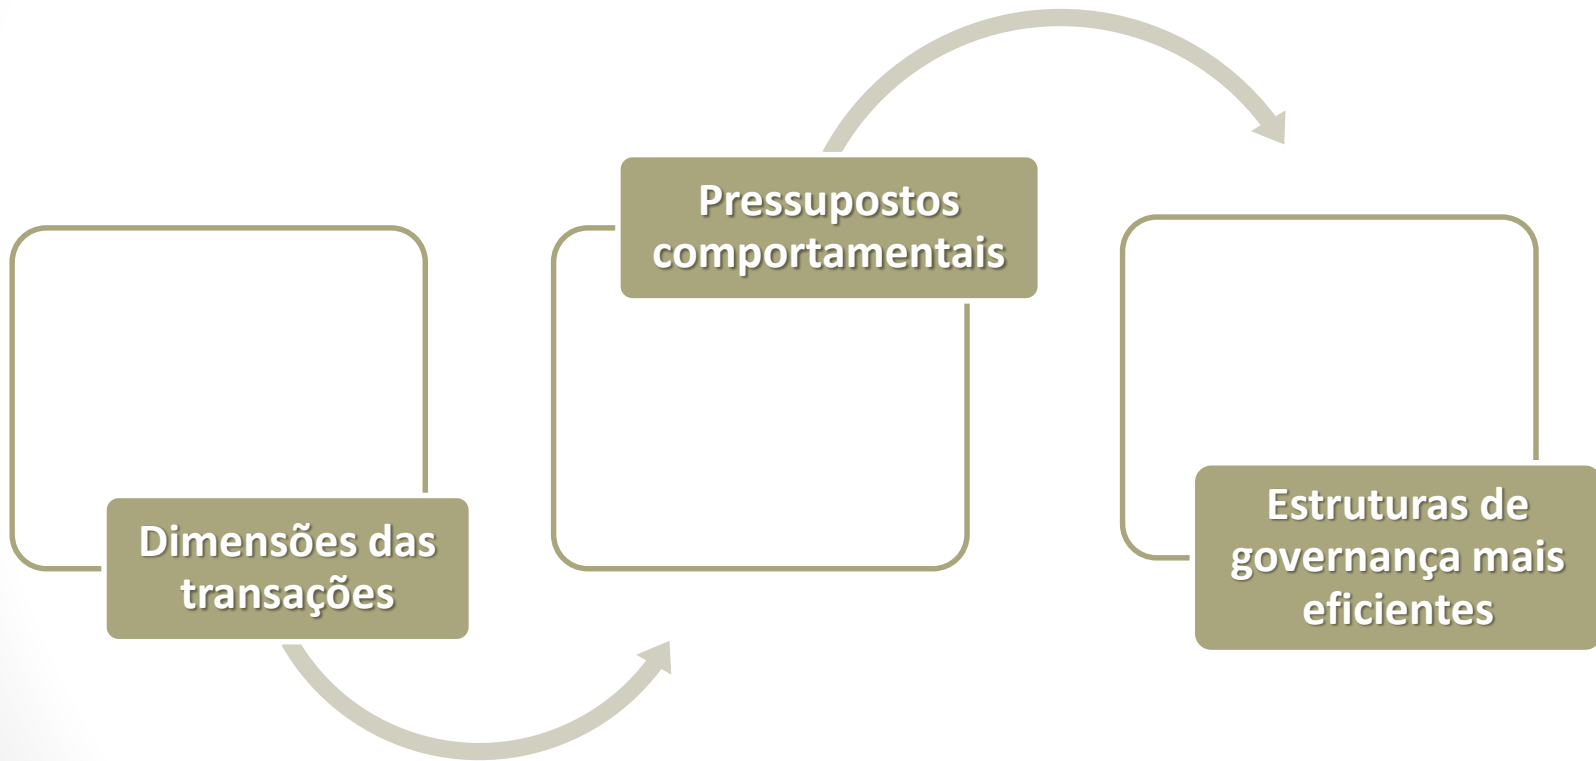 Dimensões das
transações
Pressupostos
comportamentais
Estruturas de
governança mais
eficientes